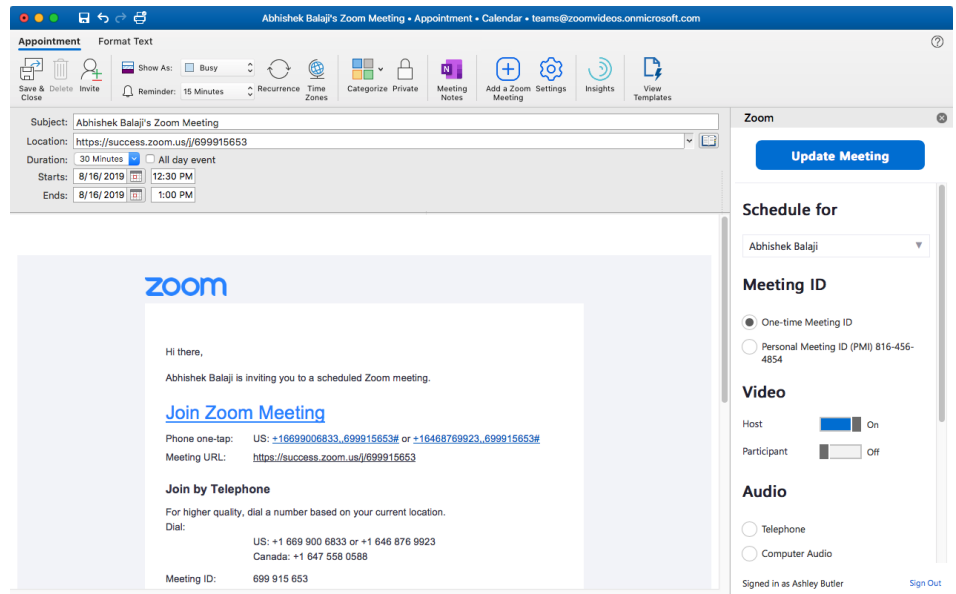 Abhishek Balaji's Zoom Meeting • Appointment • Calendar • teams@zoomvideos.onmicrosoft.com
Appointment Format Text
Save & Close Delete Invite
Show As: Busy
Reminder: 15 Minutes
Recurrence Time Zones Categorize Private Meeting Notes Add a Zoom Meeting Settings Insights View Templates
Subject: Abhishek Balaji's Zoom Meeting
Location: https://success.zoom.us/j/699915653
Duration: 30 Minutes All day event
Starts: 8/16/2019 12:30 PM
Ends: 8/16/2019 1:00 PM
zoom
Hi there,
Abhishek Balaji is inviting you to a scheduled Zoom meeting.
Join Zoom Meeting
Phone one-tap: US: +16699006833,,699915653# or +16468769923,,699915653#
Meeting URL: https://success.zoom.us/j/699915653
Join by Telephone
For higher quality, dial a number based on your current location.
Dial:
US: +1 669 900 6833 or +1 646 876 9923
Canada: +1 647 558 0588
Meeting ID: 699 915 653
Zoom
Update Meeting
Schedule for
Abhishek Balaji
Meeting ID
One-time Meeting ID
Personal Meeting ID (PMI) 816-456-
4854
Video
Host On
Participant Off
Audio
Telephone
Computer Audio
Signed in as Ashley Butler Sign Out